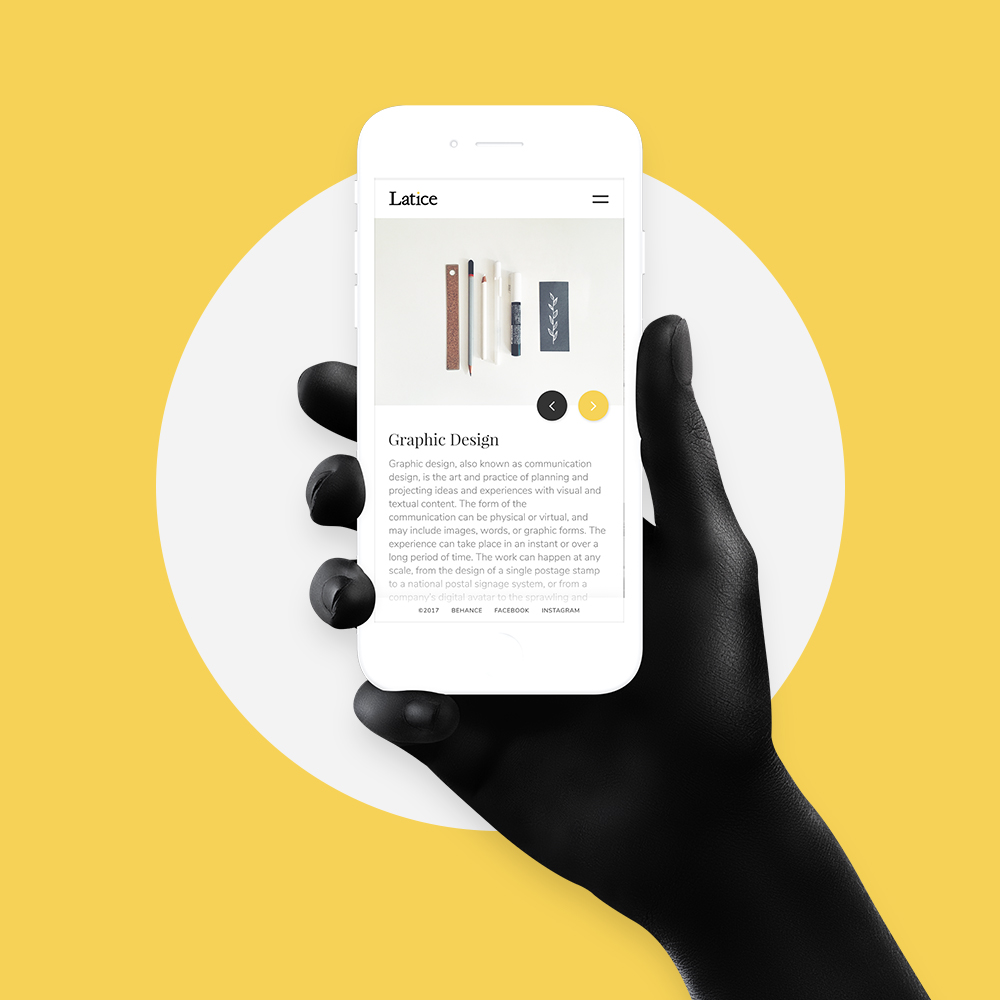 Latice
Graphic Design
Graphic design, also known as communication
design, is the art and practice of planning and
projecting ideas and experiences with visual and
textual content. The form of the
communication can be physical or virtual, and
may include images, words, or graphic forms. The
experience can take place in an instant or over a
long period of time. The work can happen at any
scale, from the design of a single postage stamp
to a national postal signage system, or from a
company's digital avatar to the sprawling and
©2017 BEHANCE FACEBOOK INSTAGRAM